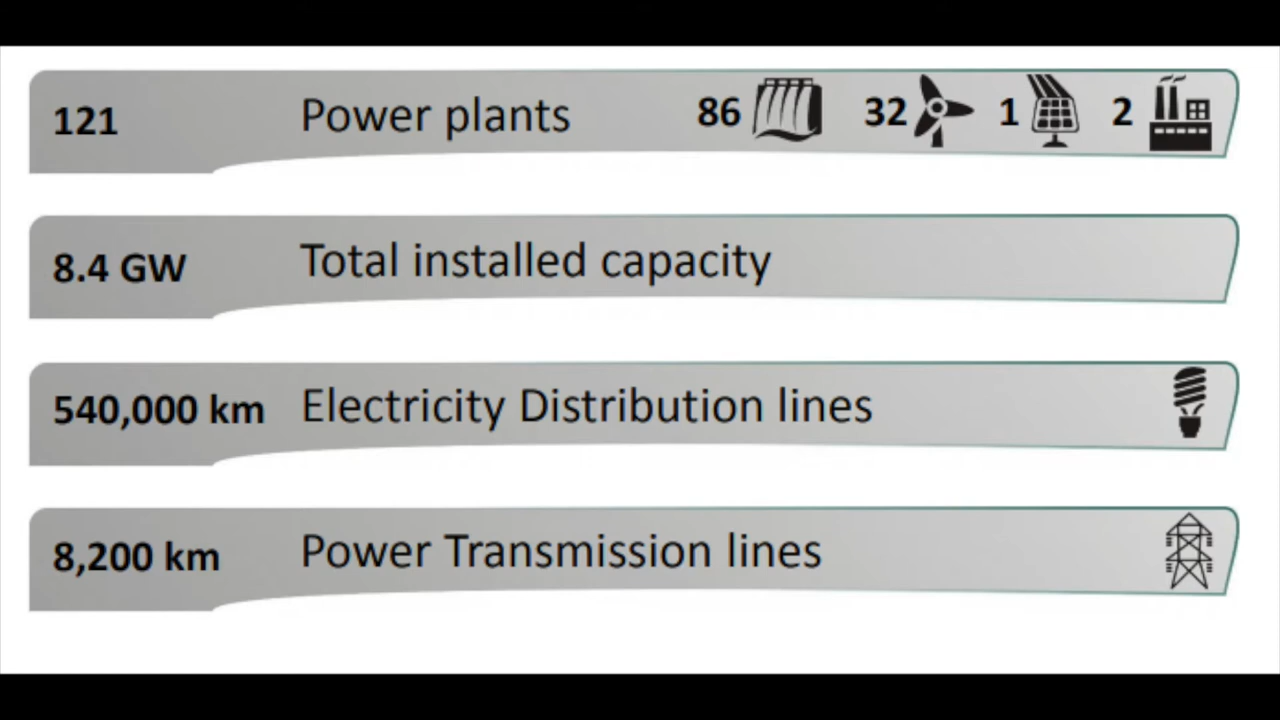 121 Power plants 86 32 1 2
8.4 GW Total installed capacity
540,000 km Electricity Distribution lines
8,200 km Power Transmission lines